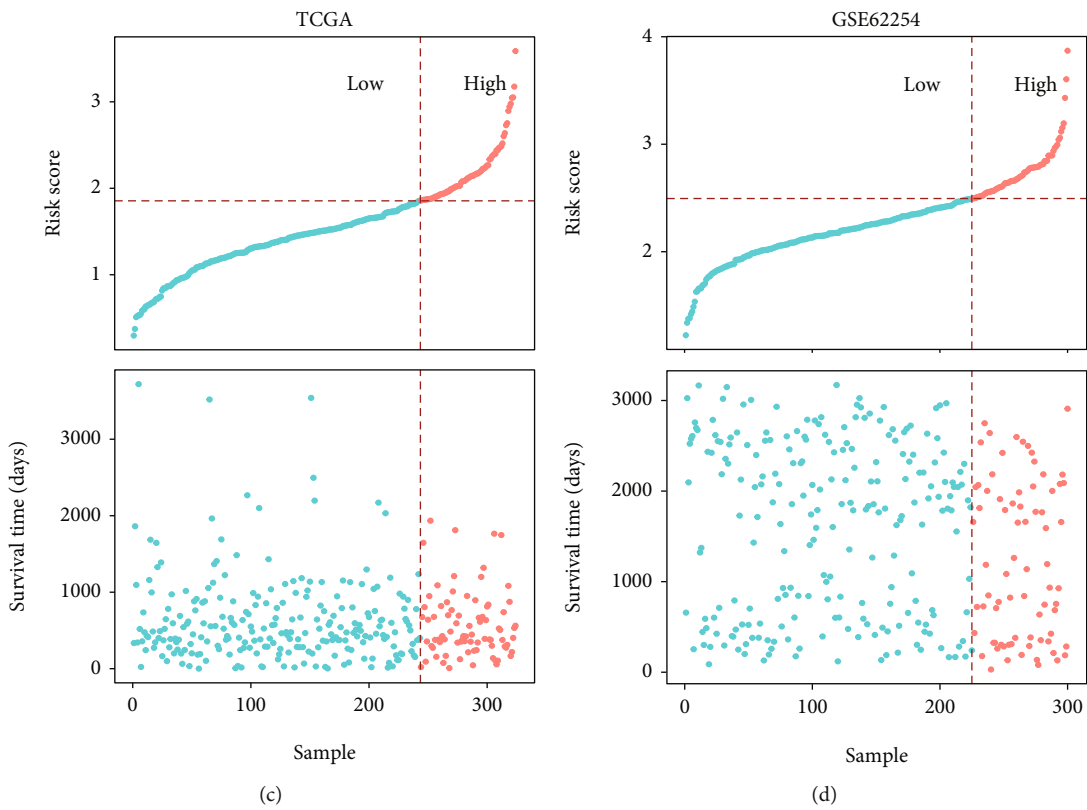 TCGA
Low
High
3
2
1
Risk score
3000
2000
1000
0
Survival time (days)
0
100
200
300
Sample
(c)
GSE62254
Low
High
4
3
2
Risk score
3000
2000
1000
0
Survival time (days)
0
100
200
300
Sample
(d)